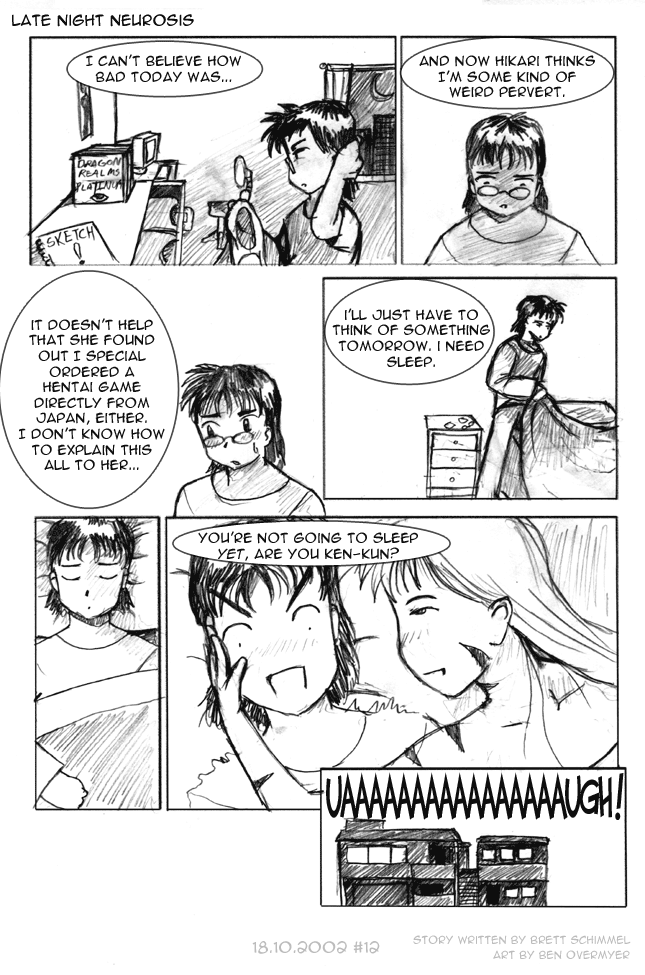 LATE NIGHT NEUROSIS
I CAN'T BELIEVE HOW
BAD TODAY WAS...
DRAGON
REALMS
PLATINUM
SKETCH
!
AND NOW HIKARI THINKS
I'M SOME KIND OF
WEIRD PERVERT.
IT DOESN'T HELP
THAT SHE FOUND
OUT I SPECIAL
ORDERED A
HENTAI GAME
DIRECTLY FROM
JAPAN, EITHER.
I DON'T KNOW HOW
TO EXPLAIN THIS
ALL TO HER...
I'LL JUST HAVE TO
THINK OF SOMETHING
TOMORROW. I NEED
SLEEP.
YOU'RE NOT GOING TO SLEEP
YET, ARE YOU KEN-KUN?
UAAAAAAAAAAAAAAAAAUGH!
18.10.2002 #12
STORY WRITTEN BY BRETT SCHIMMEL
ART BY BEN OVERMYER